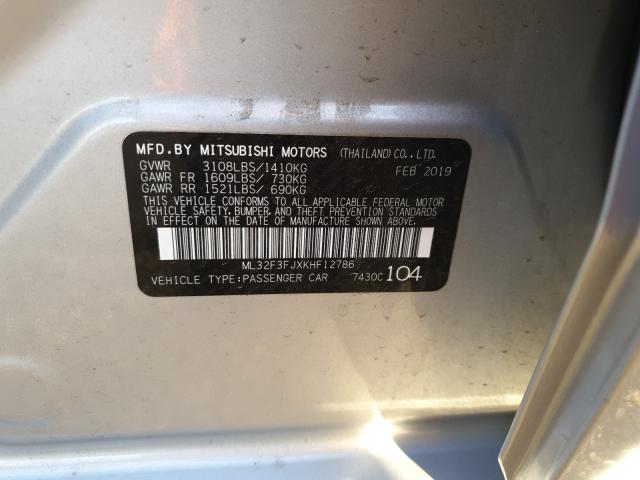 MFD.BY MITSUBISHI MOTORS (THAILAND)CO.,LTD.
GVWR 3108LBS/1410KG FEB 2019
GAWR FR 1609LBS/ 730KG
GAWR RR 1521LBS/ 690KG
THIS VEHICLE CONFORMS TO ALL APPLICABLE FEDERAL MOTOR
VEHICLE SAFETY, BUMPER, AND THEFT PREVENTION STANDARDS
IN EFFECT ON THE DATE OF MANUFACTURE SHOWN ABOVE.
ML32F3FJXKHF12786
VEHICLE TYPE:PASSENGER CAR 7430C 104